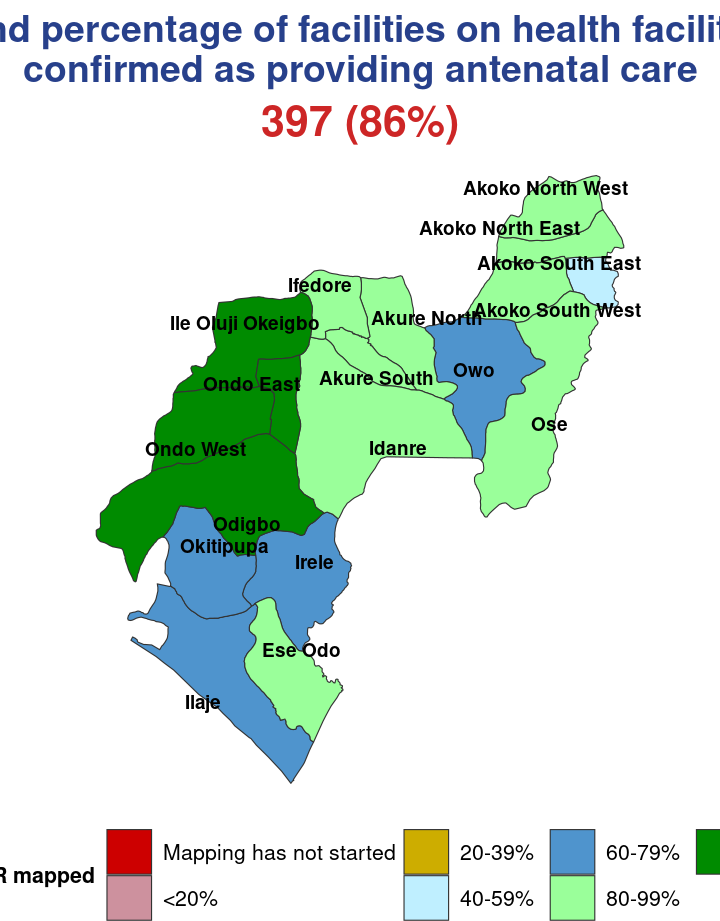 percentage of facilities on health
confirmed as providing antenatal care
397 (86%)
Akoko North West
Akoko North East
Akoko South East
Ifedore
Akoko South West
Akure North
Ile Oluji Okeigbo
Owo
Akure South
Ondo East
Ose
Idanre
Ondo West
Odigbo
Okitipupa
Irele
Ese Odo
Ilaje
Mapping has not started
20-39%
60-79%
mapped
<20%
40-59%
80-99%